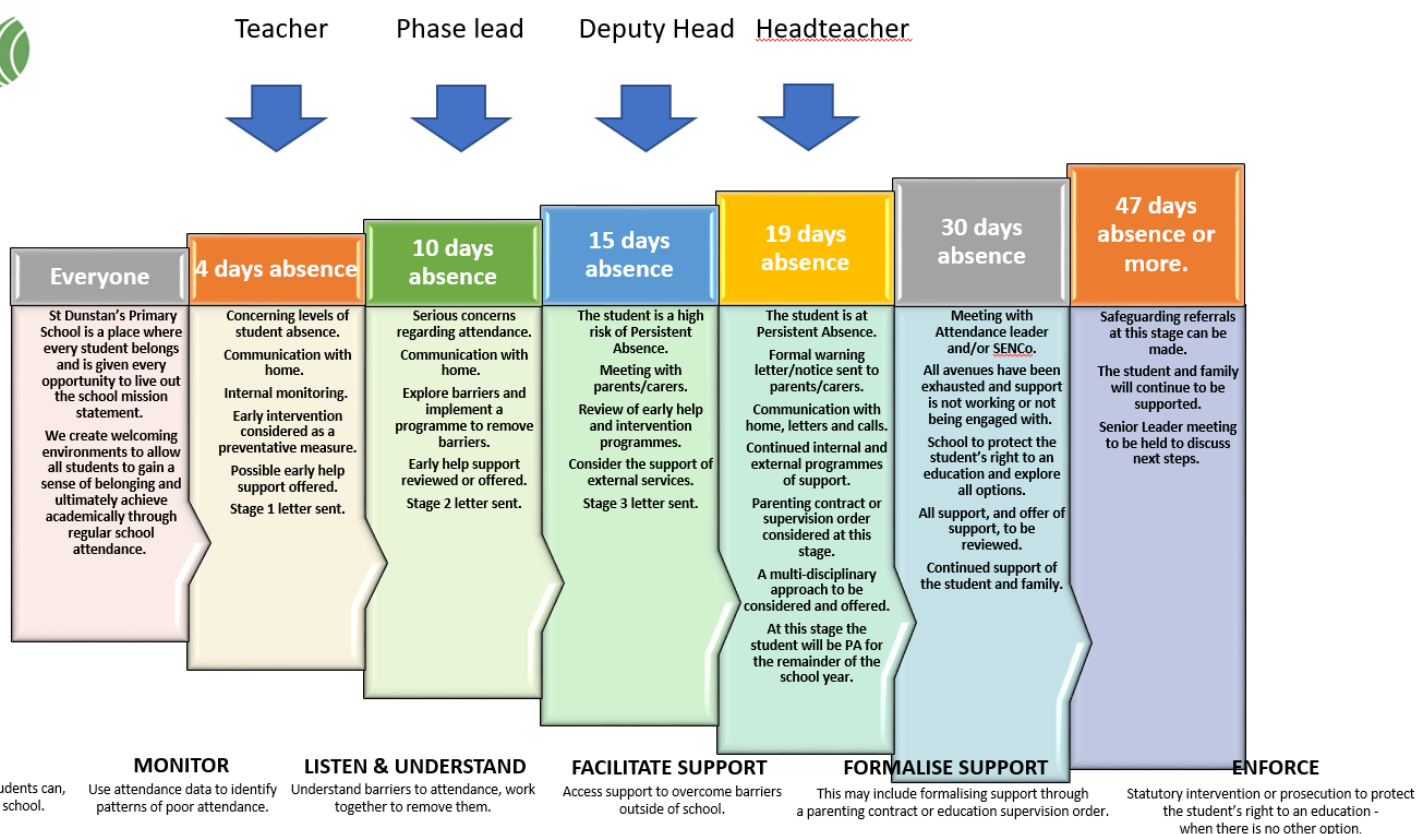 Teacher
Phase lead
Deputy Head
Headteacher
Everyone
St Dunstan's Primary
School is a place where
every student belongs
and is given every
opportunity to live out
the school mission
statement.
We create welcoming
environments to allow
all students to gain a
sense of belonging and
ultimately achieve
academically through
regular school
attendance.
4 days absence
Concerning levels of
student absence.
Communication with
home.
Internal monitoring.
Early intervention
considered as a
preventative measure.
Possible early help
support offered.
Stage 1 letter sent.
10 days
absence
Serious concerns
regarding attendance.
Communication with
home.
Explore barriers and
implement a
programme to remove
barriers.
Early help support
reviewed or offered.
Stage 2 letter sent.
15 days
absence
The student is a high
risk of Persistent
Absence.
Meeting with
parents/carers.
Review of early help
and intervention
programmes.
Consider the support of
external services.
Stage 3 letter sent.
19 days
absence
The student is at
Persistent Absence.
Formal warning
letter/notice sent to
parents/carers.
Communication with
home, letters and calls.
Continued internal and
external programmes
of support.
Parenting contract or
supervision order
considered at this
stage.
A multi-disciplinary
approach to be
considered and offered.
At this stage the
student will be PA for
the remainder of the
school year.
30 days
absence
Meeting with
Attendance leader
and/or SENCo.
All avenues have been
exhausted and support
is not working or not
being engaged with.
School to protect the
student's right to an
education and explore
all options.
All support, and offer of
support, to be
reviewed.
Continued support of
the student and family.
47 days
absence or
more.
Safeguarding referrals
at this stage can be
made.
The student and family
will continue to be
supported.
Senior Leader meeting
to be held to discuss
next steps.
can,
school.
MONITOR
Use attendance data to identify
patterns of poor attendance.
LISTEN & UNDERSTAND
Understand barriers to attendance, work
together to remove them.
FACILITATE SUPPORT
Access support to overcome barriers
outside of school.
FORMALISE SUPPORT
This may include formalising support through
a parenting contract or education supervision order.
ENFORCE
Statutory intervention or prosecution to protect
the student's right to an education -
when there is no other option.